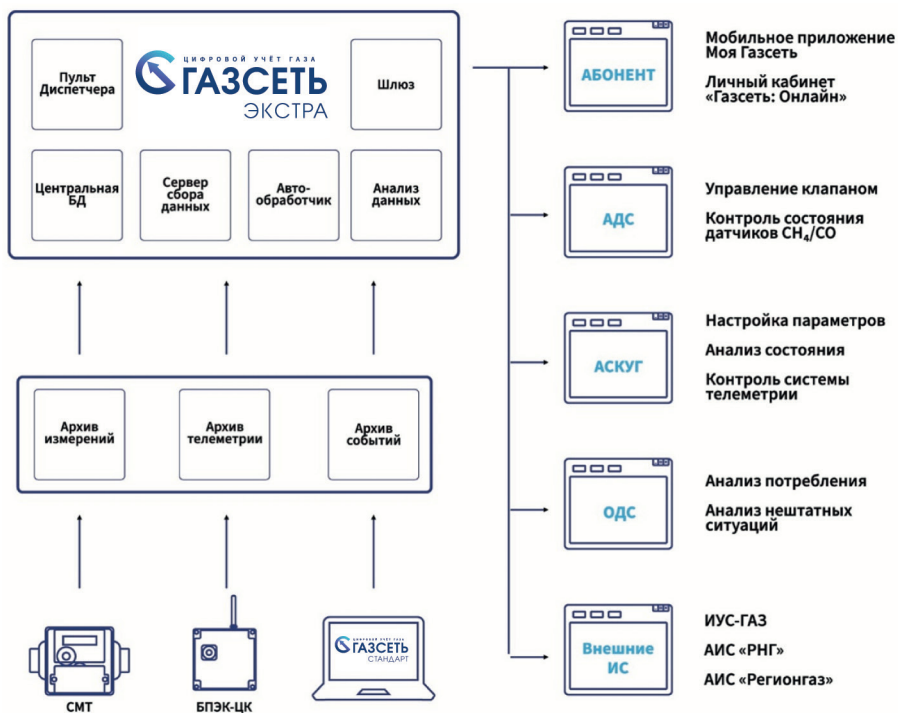 Пульт
Диспетчера
ЦИФРОВОЙ УЧЁТ ГАЗА
ГАЗСЕТЬ
ЭКСТРА
Шлюз
Центральная
БД
Сервер
сбора
данных
Авто-
обработчик
Анализ
данных
Архив
измерений
Архив
телеметрии
Архив
событий
СМТ
БПЭК-ЦК
ЦИФРОВОЙ УЧЁТ ГАЗА
ГАЗСЕТЬ
СТАНДАРТ
АБОНЕНТ
Мобильное приложение
Моя Газсеть
Личный кабинет
«Газсеть: Онлайн»
АДС
Управление клапаном
Контроль состояния
датчиков CH₄/CO
АСКУГ
Настройка параметров
Анализ состояния
Контроль системы
телеметрии
ОДС
Анализ потребления
Анализ нештатных
ситуаций
Внешние
ИС
ИУС-ГАЗ
АИС «РНГ»
АИС «Регионгаз»